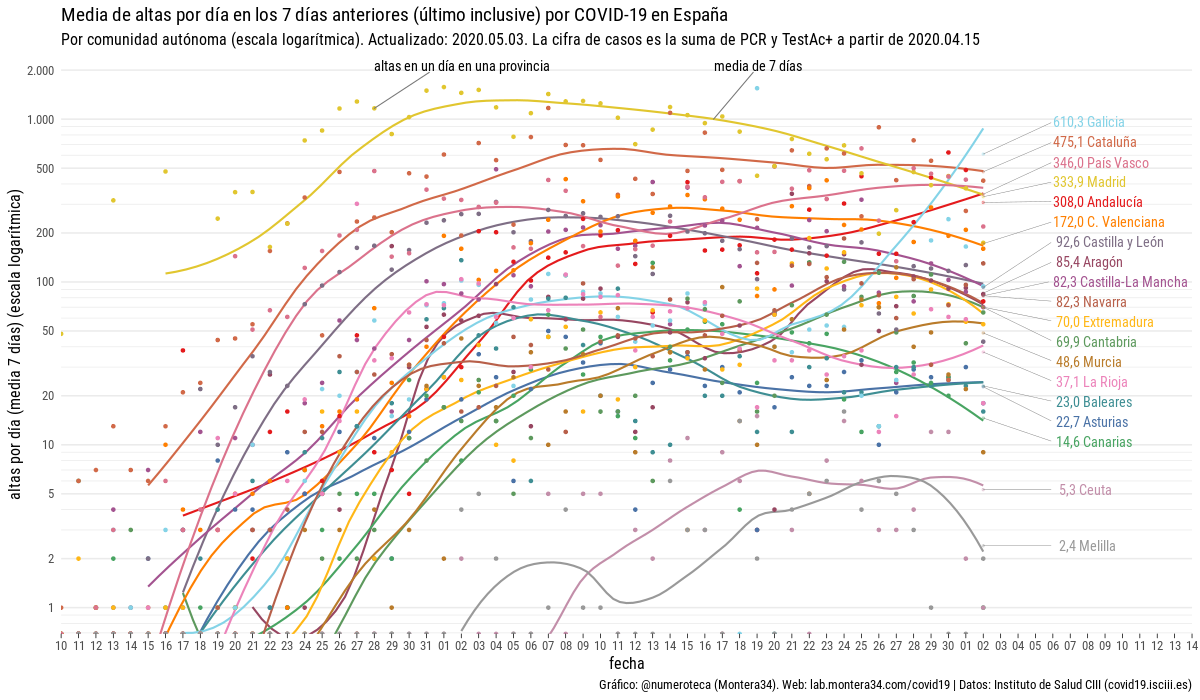 Media de altas por día en los 7 días anteriores (último inclusive) por COVID-19 en España
Por comunidad autónoma (escala logarítmica). Actualizado: 2020.05.03. La cifra de casos es la suma de PCR y TestAc+ a partir de 2020.04.15
altas en un día en una provincia
media de 7 días
altas por día (media 7 días) (escala logarítmica)
2.000
1.000
500
200
100
50
20
10
5
2
1
610,3 Galicia
475,1 Cataluña
346,0 País Vasco
333,9 Madrid
308,0 Andalucía
172,0 C. Valenciana
92,6 Castilla y León
85,4 Aragón
82,3 Castilla-La Mancha
82,3 Navarra
70,0 Extremadura
69,9 Cantabria
48,6 Murcia
37,1 La Rioja
23,0 Baleares
22,7 Asturias
14,6 Canarias
5,3 Ceuta
2,4 Melilla
10 11 12 13 14 15 16 17 18 19 20 21 22 23 24 25 26 27 28 29 30 31 01 02 03 04 05 06 07 08 09 10 11 12 13 14 15 16 17 18 19 20 21 22 23 24 25 26 27 28 29 30 01 02 03 04 05 06 07 08 09 10 11 12 13 14
fecha
Gráfico: @numeroteca (Montera34). Web: lab.montera34.com/covid19 | Datos: Instituto de Salud CIII (covid19.isciii.es)